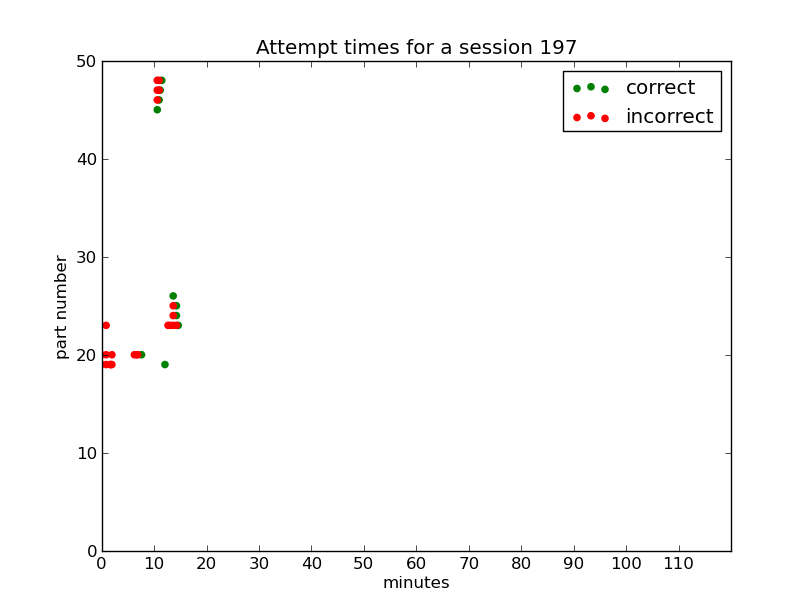 Attempt times for a session 197
correct
incorrect
50
40
30
20
10
0
part number
0 10 20 30 40 50 60 70 80 90 100 110
minutes